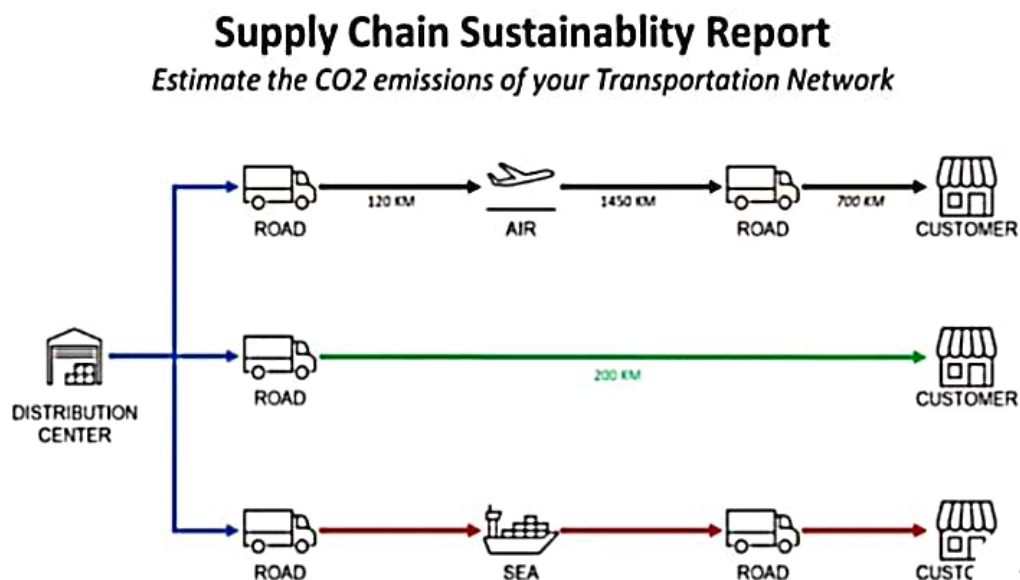 Supply Chain Sustainablity Report
Estimate the CO2 emissions of your Transportation Network
120 KM
1450 KM
700 KM
ROAD
AIR
ROAD
CUSTOMER
200 KM
ROAD
CUSTOMER
DISTRIBUTION
CENTER
ROAD
SEA
ROAD